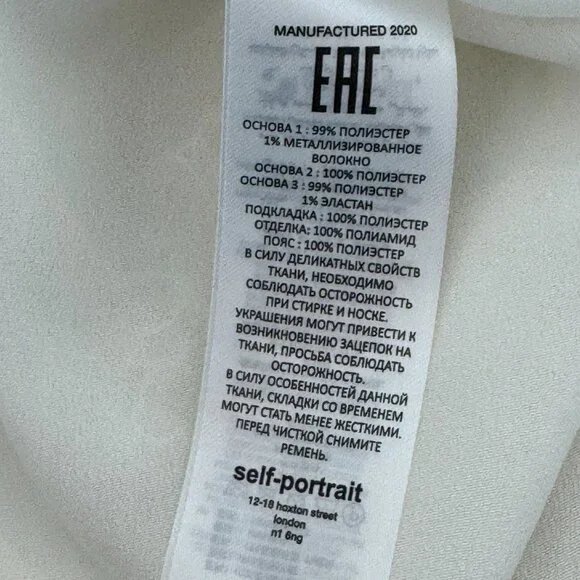 MANUFACTURED 2020
EAC
ОСНОВА 1 : 99% ПОЛИЭСТЕР
1% МЕТАЛЛИЗИРОВАННОЕ
ВОЛОКНО
ОСНОВА 2 : 100% ПОЛИЭСТЕР
ОСНОВА 3 : 99% ПОЛИЭСТЕР
1% ЭЛАСТАН
ПОДКЛАДКА : 100% ПОЛИЭСТЕР
ОТДЕЛКА: 100% ПОЛИАМИД
ПОЯС : 100% ПОЛИЭСТЕР
В СИЛУ ДЕЛИКАТНЫХ СВОЙСТВ
ТКАНИ, НЕОБХОДИМО
СОБЛЮДАТЬ ОСТОРОЖНОСТЬ
ПРИ СТИРКЕ И НОСКЕ.
УКРАШЕНИЯ МОГУТ ПРИВЕСТИ К
ВОЗНИКНОВЕНИЮ ЗАЦЕПОК НА
ТКАНИ, ПРОСЬБА СОБЛЮДАТЬ
ОСТОРОЖНОСТЬ.
В СИЛУ ОСОБЕННОСТЕЙ ДАННОЙ
ТКАНИ, СКЛАДКИ СО ВРЕМЕНЕМ
МОГУТ СТАТЬ МЕНЕЕ ЖЕСТКИМИ.
ПЕРЕД ЧИСТКОЙ СНИМИТЕ
РЕМЕНЬ.
self-portrait
12-18 hoxton street
london
n1 6ng